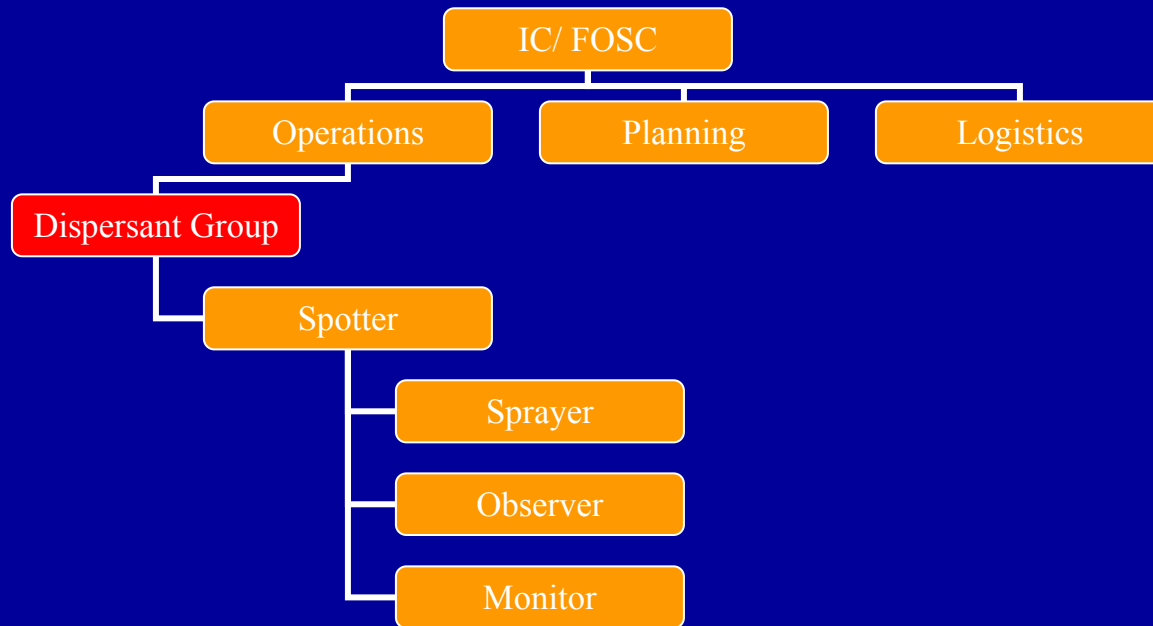 IC/ FOSC
Operations
Planning
Logistics
Dispersant Group
Spotter
Sprayer
Observer
Monitor